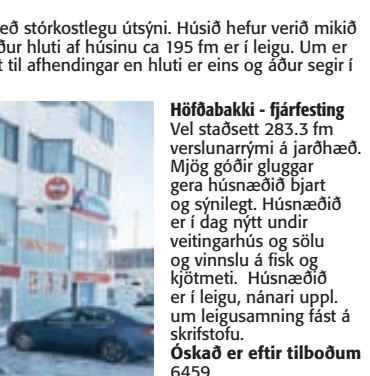 eð stórkostlegu útsýni. Húsið hefur verið mikið
ður hluti af húsinu ca 195 fm er í leigu. Um er
t til afhendingar en hluti er eins og áður segir í
Höfðabakki - fjárfesting
Vel staðsett 283.3 fm
verslunarrými á jarðhæð.
Mjög góðir gluggar
gera húsnæðið bjart
og sýnilegt. Húsnæðið
er í dag nýtt undir
veitingarhús og sölu
og vinnslu á fisk og
kjötmeti. Húsnæðið
er í leigu, nánari uppl.
um leigusamning fást á
skrifstofu.
Óskað er eftir tilboðum
6459